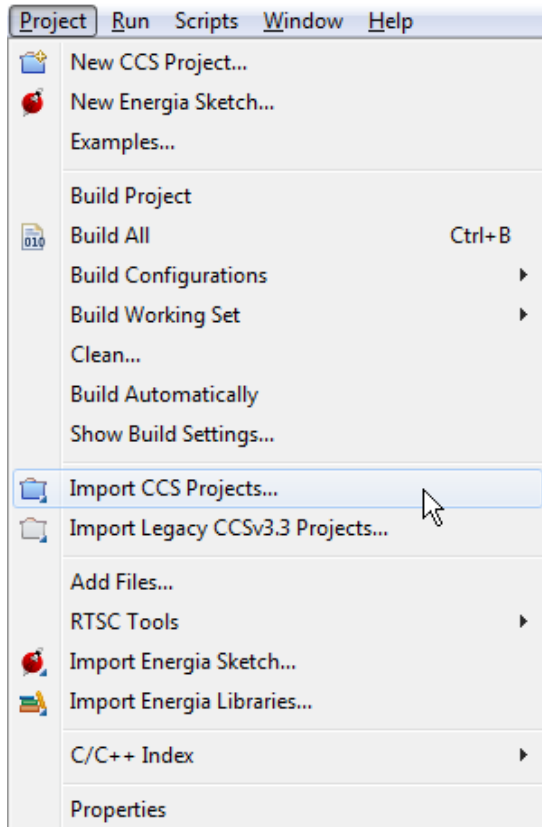 Project Run Scripts Window Help
New CCS Project...
New Energia Sketch...
Examples...
Build Project
010 Build All Ctrl+B
Build Configurations
Build Working Set
Clean...
Build Automatically
Show Build Settings...
Import CCS Projects...
Import Legacy CCSv3.3 Projects...
Add Files...
RTSC Tools
Import Energia Sketch...
Import Energia Libraries...
C/C++ Index
Properties